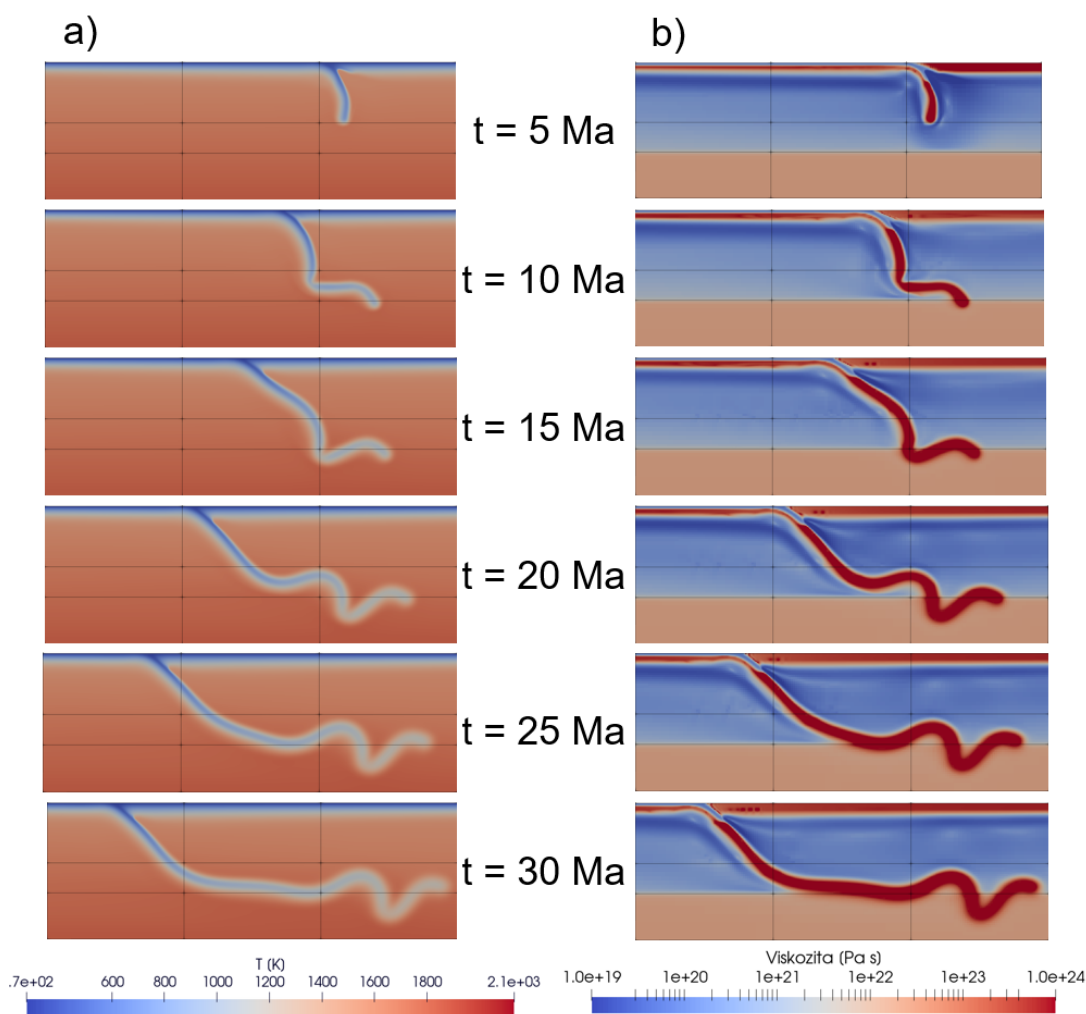 a)
b)
t = 5 Ma
t = 10 Ma
t = 15 Ma
t = 20 Ma
t = 25 Ma
t = 30 Ma
T (K)
.7e+02 600 800 1000 1200 1400 1600 1800 2.1e+03
Viskozita (Pa s)
1.0e+19 1e+20 1e+21 1e+22 1e+23 1.0e+24